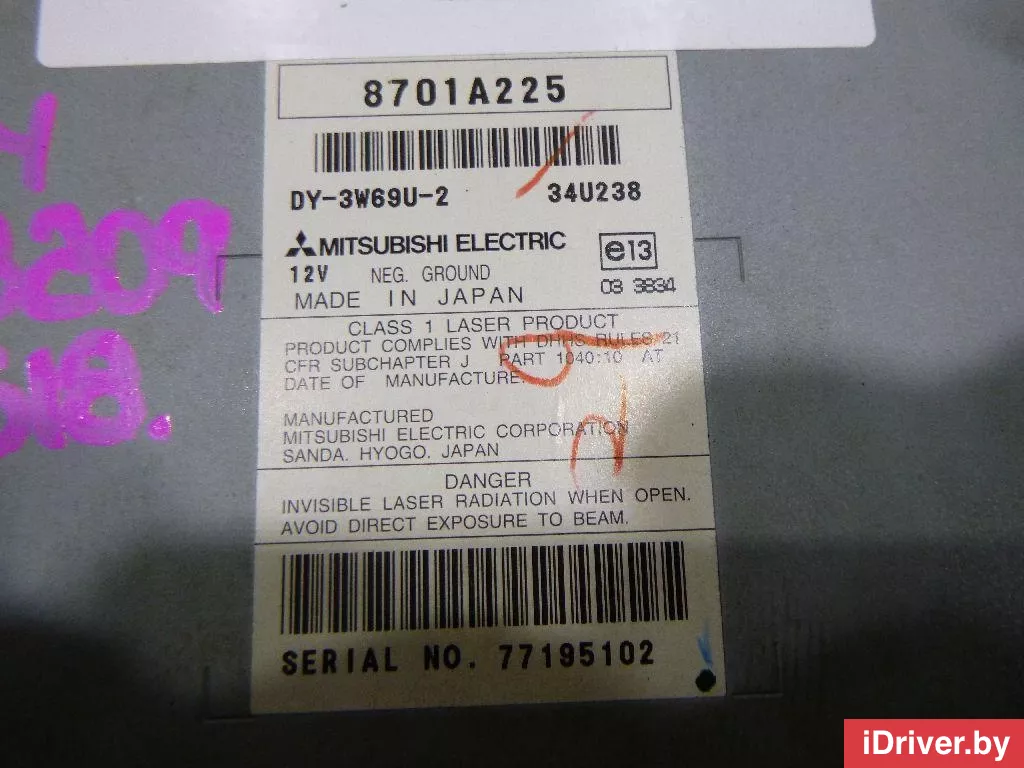 8701A225
DY-3W69U-2 34U238
MITSUBISHI ELECTRIC e13
12V NEG. GROUND 03 3834
MADE IN JAPAN
CLASS 1 LASER PRODUCT
PRODUCT COMPLIES WITH DHHS RULES 21
CFR SUBCHAPTER J PART 1040:10 AT
DATE OF MANUFACTURE.
MANUFACTURED
MITSUBISHI ELECTRIC CORPORATION
SANDA. HYOGO. JAPAN
DANGER
INVISIBLE LASER RADIATION WHEN OPEN.
AVOID DIRECT EXPOSURE TO BEAM.
SERIAL NO. 77195102
iDriver.by